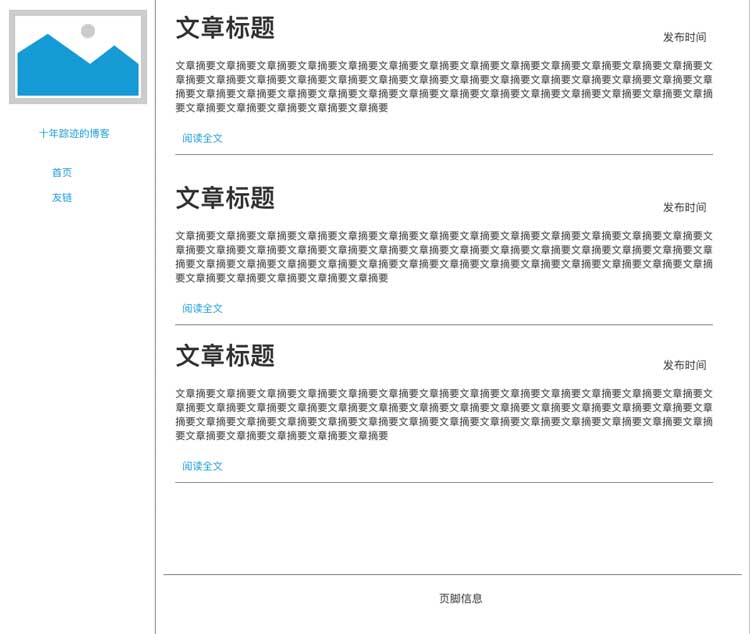 十年踪迹的博客
首页
友链
文章标题
发布时间
文章摘要文章摘要文章摘要文章摘要文章摘要文章摘要文章摘要文章摘要文章摘要文章摘要文章摘要文章摘要文章摘要文
章摘要文章摘要文章摘要文章摘要文章摘要文章摘要文章摘要文章摘要文章摘要文章摘要文章摘要文章摘要文章摘要文章
摘要文章摘要文章摘要文章摘要文章摘要文章摘要文章摘要文章摘要文章摘要文章摘要文章摘要文章摘要文章摘要文章摘
要文章摘要文章摘要文章摘要文章摘要文章摘要
阅读全文
文章标题
发布时间
文章摘要文章摘要文章摘要文章摘要文章摘要文章摘要文章摘要文章摘要文章摘要文章摘要文章摘要文章摘要文章摘要文
章摘要文章摘要文章摘要文章摘要文章摘要文章摘要文章摘要文章摘要文章摘要文章摘要文章摘要文章摘要文章摘要文章
摘要文章摘要文章摘要文章摘要文章摘要文章摘要文章摘要文章摘要文章摘要文章摘要文章摘要文章摘要文章摘要文章摘
要文章摘要文章摘要文章摘要文章摘要文章摘要
阅读全文
文章标题
发布时间
文章摘要文章摘要文章摘要文章摘要文章摘要文章摘要文章摘要文章摘要文章摘要文章摘要文章摘要文章摘要文章摘要文
章摘要文章摘要文章摘要文章摘要文章摘要文章摘要文章摘要文章摘要文章摘要文章摘要文章摘要文章摘要文章摘要文章
摘要文章摘要文章摘要文章摘要文章摘要文章摘要文章摘要文章摘要文章摘要文章摘要文章摘要文章摘要文章摘要文章摘
要文章摘要文章摘要文章摘要文章摘要文章摘要
阅读全文
页脚信息